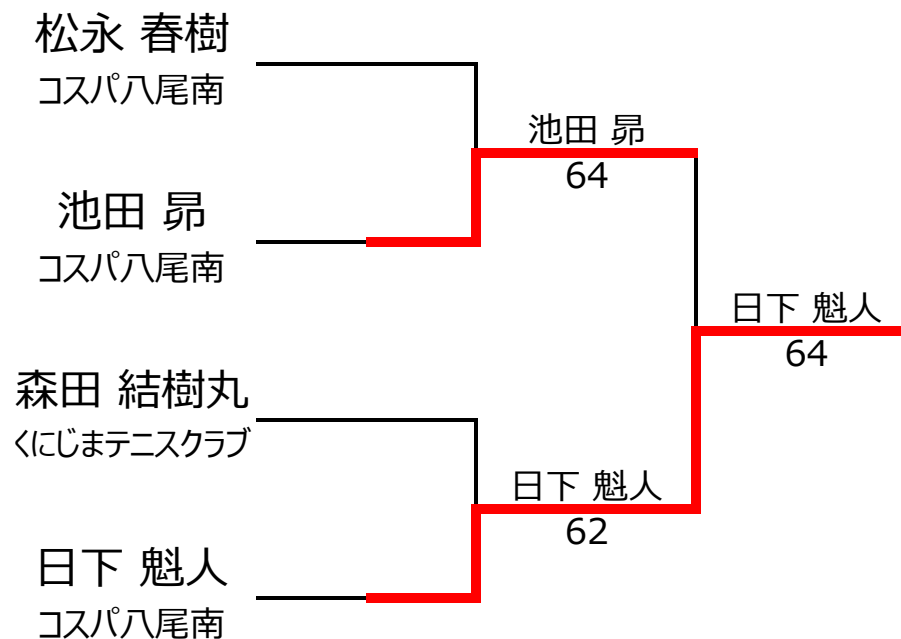 松永 春樹
コスパ八尾南
池田 昴
64
池田 昴
コスパ八尾南
日下 魁人
64
森田 結樹丸
くにじまテニスクラブ
日下 魁人
62
日下 魁人
コスパ八尾南